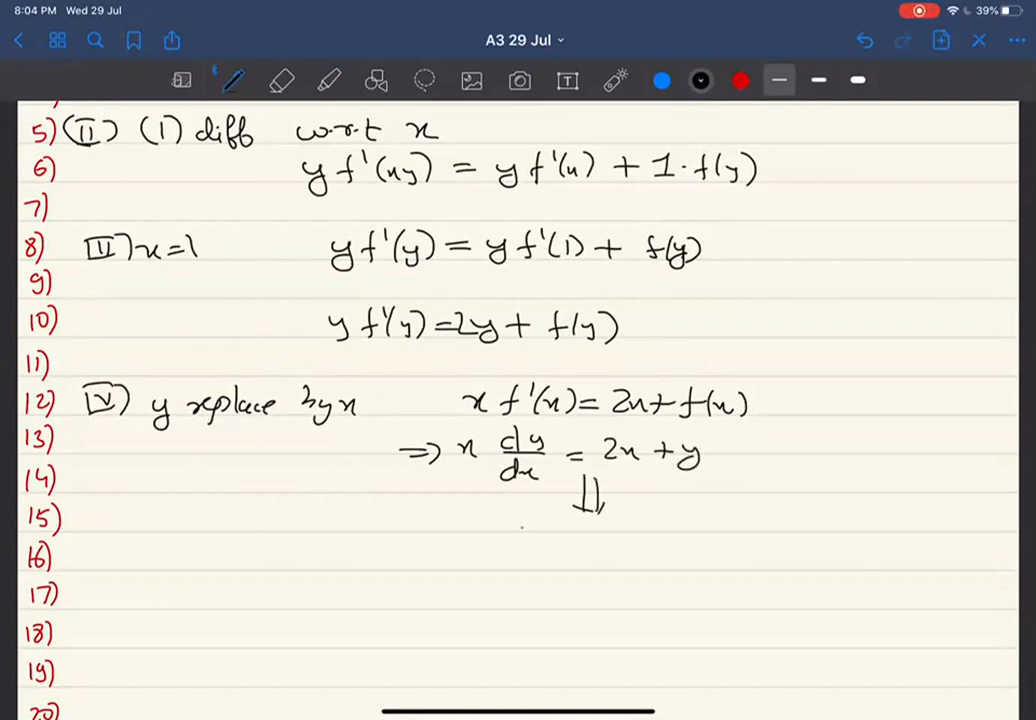 8:04 PM Wed 29 Jul 39%
A3 29 Jul
5) (II) (1) diff w.r.t x
6) y f'(xy) = y f'(x) + 1· f(y)
7)
8) x=1 y f'(y) = y f'(1) + f(y)
9)
10) y f'(y) = 2y + f(y)
11)
12) IV) y replace by x x f'(x) = 2x + f(x)
13) ⇒ x dy/dx = 2x + y
14) ⇓
15)
16)
17)
18)
19)
20)